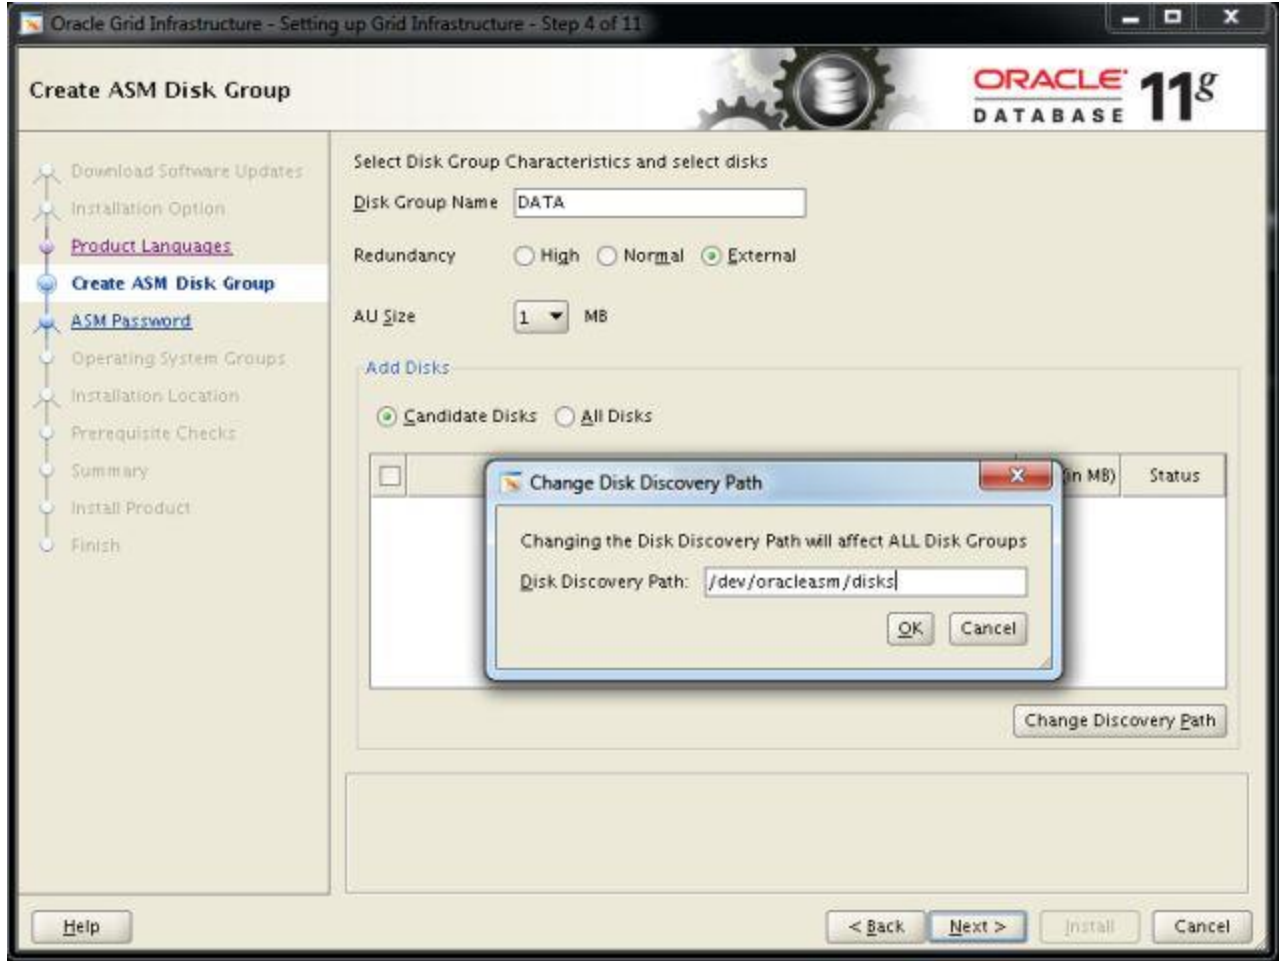 Oracle Grid Infrastructure - Setting up Grid Infrastructure - Step 4 of 11
Create ASM Disk Group
ORACLE
DATABASE 11g
Download Software Updates
Installation Option
Product Languages
Create ASM Disk Group
ASM Password
Operating System Groups
Installation Location
Prerequisite Checks
Summary
Install Product
Finish
Select Disk Group Characteristics and select disks
Disk Group Name DATA
Redundancy High Normal External
AU Size 1 MB
Add Disks
Candidate Disks All Disks
(in MB) Status
Change Disk Discovery Path
Changing the Disk Discovery Path will affect ALL Disk Groups
Disk Discovery Path: /dev/oracleasm/disks
OK Cancel
Change Discovery Path
Help < Back Next > Install Cancel